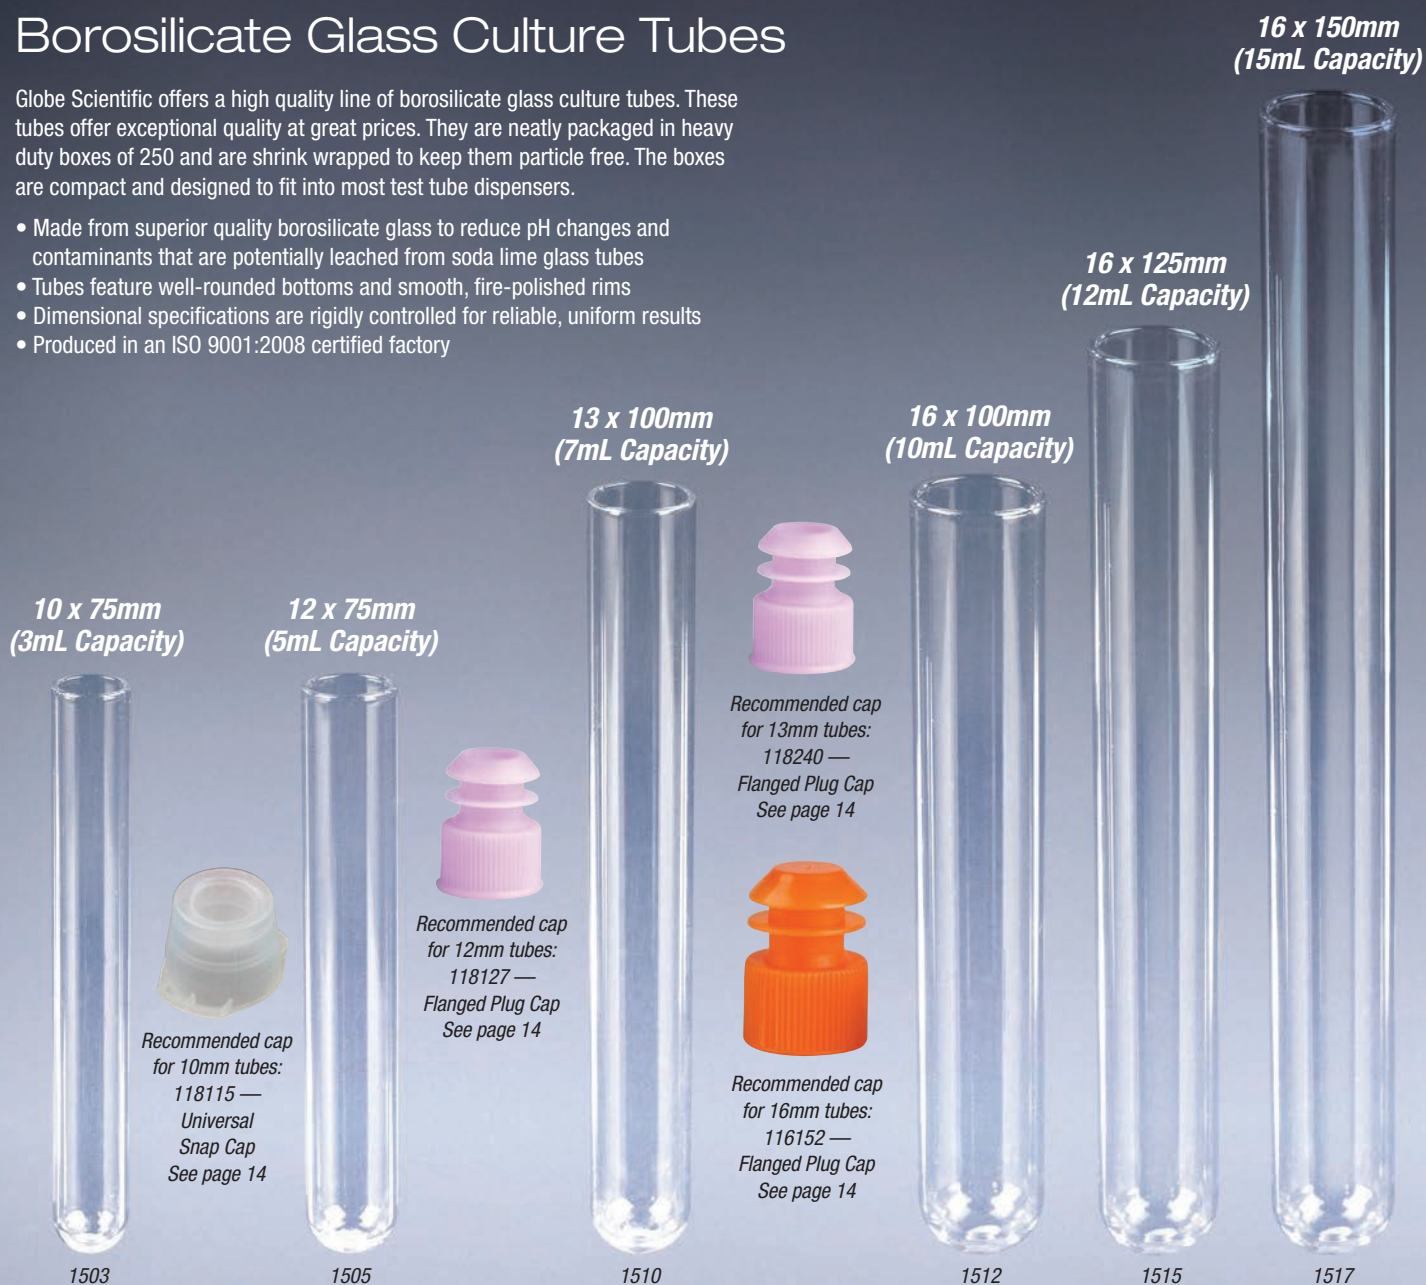 Borosilicate Glass Culture Tubes
Globe Scientific offers a high quality line of borosilicate glass culture tubes. These
tubes offer exceptional quality at great prices. They are neatly packaged in heavy
duty boxes of 250 and are shrink wrapped to keep them particle free. The boxes
are compact and designed to fit into most test tube dispensers.
• Made from superior quality borosilicate glass to reduce pH changes and
contaminants that are potentially leached from soda lime glass tubes
• Tubes feature well-rounded bottoms and smooth, fire-polished rims
• Dimensional specifications are rigidly controlled for reliable, uniform results
• Produced in an ISO 9001:2008 certified factory
16 x 150mm
(15mL Capacity)
16 x 125mm
(12mL Capacity)
13 x 100mm
(7mL Capacity)
16 x 100mm
(10mL Capacity)
10 x 75mm
(3mL Capacity)
12 x 75mm
(5mL Capacity)
Recommended cap
for 13mm tubes:
118240 —
Flanged Plug Cap
See page 14
Recommended cap
for 12mm tubes:
118127 —
Flanged Plug Cap
See page 14
Recommended cap
for 10mm tubes:
118115 —
Universal
Snap Cap
See page 14
Recommended cap
for 16mm tubes:
116152 —
Flanged Plug Cap
See page 14
1503
1505
1510
1512
1515
1517